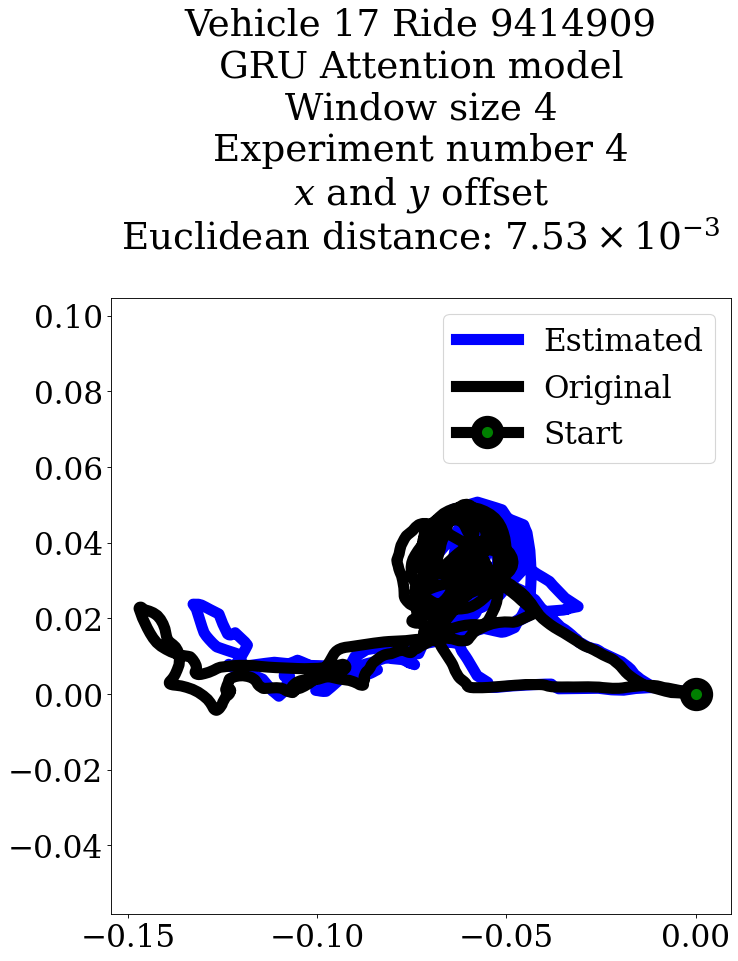 Vehicle 17 Ride 9414909
GRU Attention model
Window size 4
Experiment number 4
x and y offset
Euclidean distance: 7.53 × 10⁻³
Estimated
Original
Start
0.10
0.08
0.06
0.04
0.02
0.00
−0.02
−0.04
−0.15
−0.10
−0.05
0.00